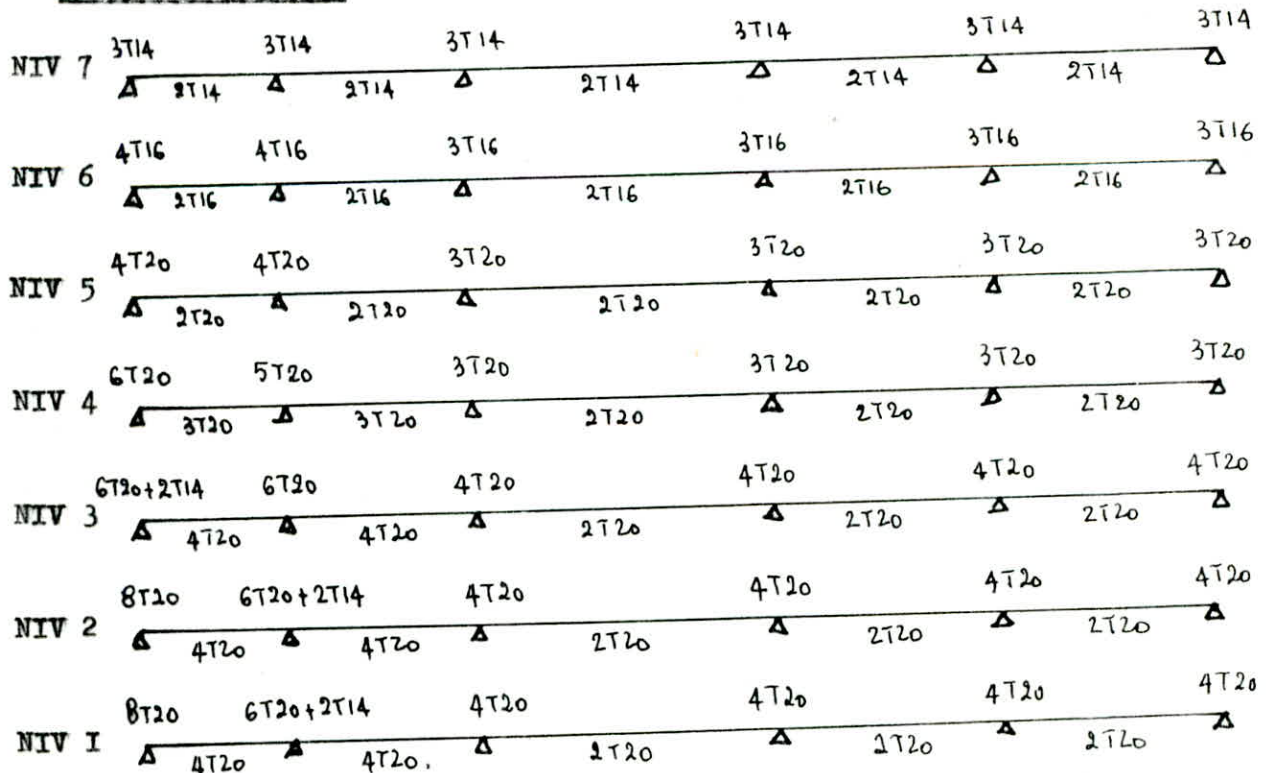 3T14 3T14 3T14 3T14 3T14 3T14
NIV 7
2T14 2T14 2T14 2T14 2T14
4T16 4T16 3T16 3T16 3T16 3T16
NIV 6
2T16 2T16 2T16 2T16 2T16
4T20 4T20 3T20 3T20 3T20 3T20
NIV 5
2T20 2T20 2T20 2T20 2T20
6T20 5T20 3T20 3T20 3T20 3T20
NIV 4
3T20 3T20 2T20 2T20 2T20
6T20+2T14 6T20 4T20 4T20 4T20 4T20
NIV 3
4T20 4T20 2T20 2T20 2T20
8T20 6T20+2T14 4T20 4T20 4T20 4T20
NIV 2
4T20 4T20 2T20 2T20 2T20
8T20 6T20+2T14 4T20 4T20 4T20 4T20
NIV I
4T20 4T20. 2T20 2T20 2T20